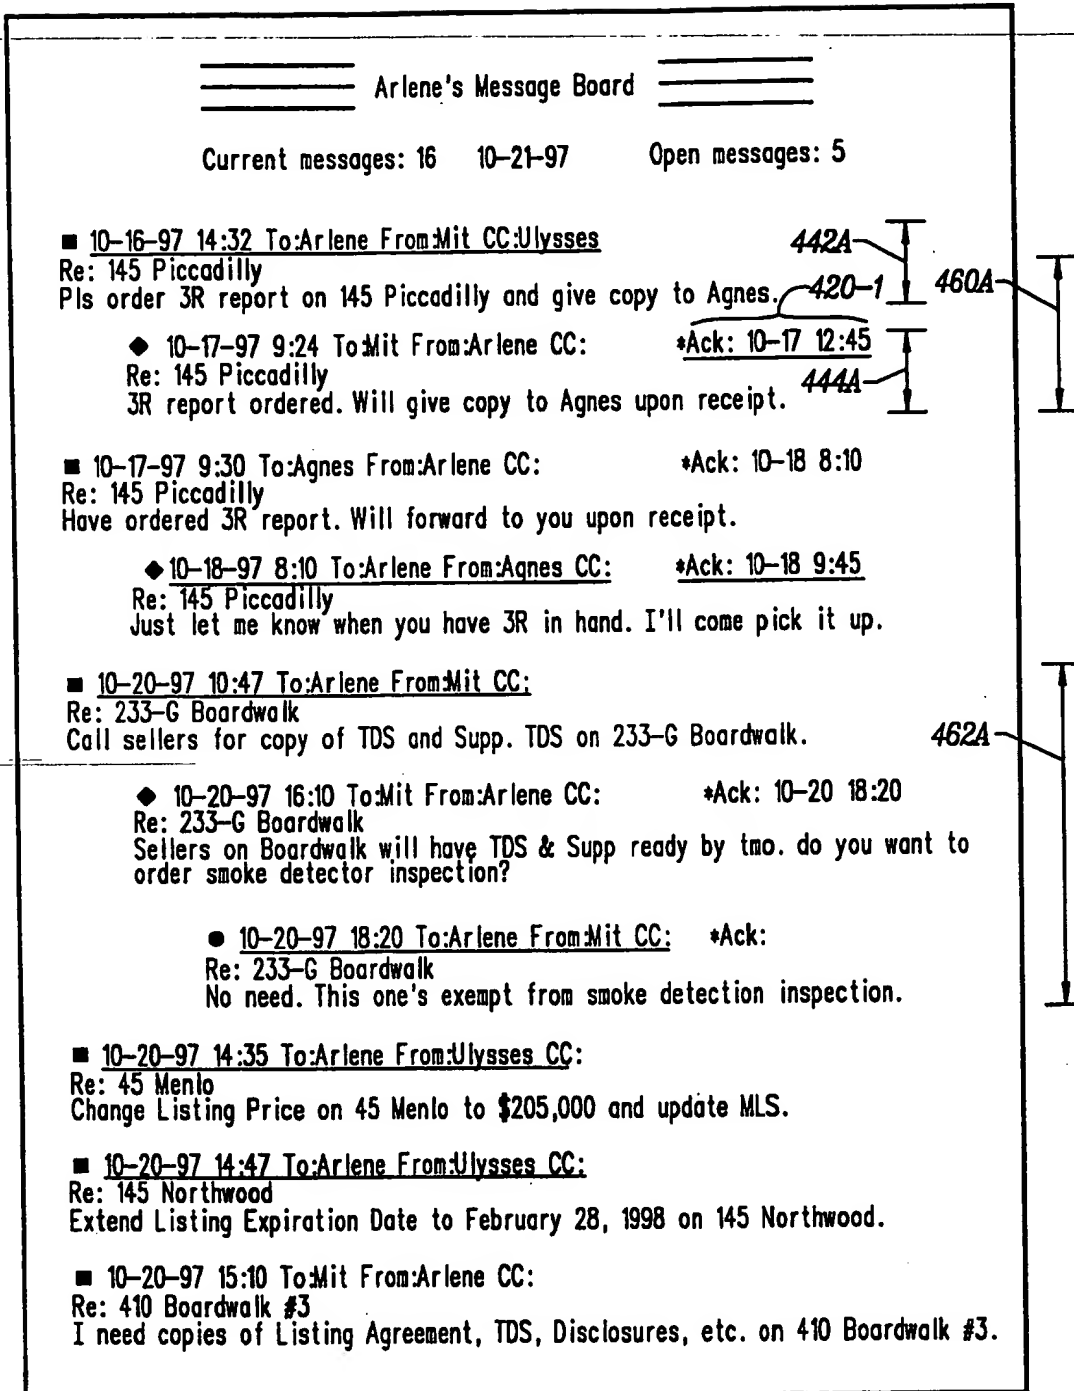 Arlene's Message Board
Current messages: 16 10-21-97 Open messages: 5
■ 10-16-97 14:32 To:Arlene From:Mit CC:Ulysses
Re: 145 Piccadilly
Pls order 3R report on 145 Piccadilly and give copy to Agnes.
442A
420-1
460A
◆ 10-17-97 9:24 To:Mit From:Arlene CC: *Ack: 10-17 12:45
Re: 145 Piccadilly
3R report ordered. Will give copy to Agnes upon receipt.
444A
■ 10-17-97 9:30 To:Agnes From:Arlene CC: *Ack: 10-18 8:10
Re: 145 Piccadilly
Have ordered 3R report. Will forward to you upon receipt.
◆ 10-18-97 8:10 To:Arlene From:Agnes CC: *Ack: 10-18 9:45
Re: 145 Piccadilly
Just let me know when you have 3R in hand. I'll come pick it up.
■ 10-20-97 10:47 To:Arlene From:Mit CC:
Re: 233-G Boardwalk
Call sellers for copy of TDS and Supp. TDS on 233-G Boardwalk.
462A
◆ 10-20-97 16:10 To:Mit From:Arlene CC: *Ack: 10-20 18:20
Re: 233-G Boardwalk
Sellers on Boardwalk will have TDS & Supp ready by tmo. do you want to
order smoke detector inspection?
● 10-20-97 18:20 To:Arlene From:Mit CC: *Ack:
Re: 233-G Boardwalk
No need. This one's exempt from smoke detection inspection.
■ 10-20-97 14:35 To:Arlene From:Ulysses CC:
Re: 45 Menlo
Change Listing Price on 45 Menlo to $205,000 and update MLS.
■ 10-20-97 14:47 To:Arlene From:Ulysses CC:
Re: 145 Northwood
Extend Listing Expiration Date to February 28, 1998 on 145 Northwood.
■ 10-20-97 15:10 To:Mit From:Arlene CC:
Re: 410 Boardwalk #3
I need copies of Listing Agreement, TDS, Disclosures, etc. on 410 Boardwalk #3.